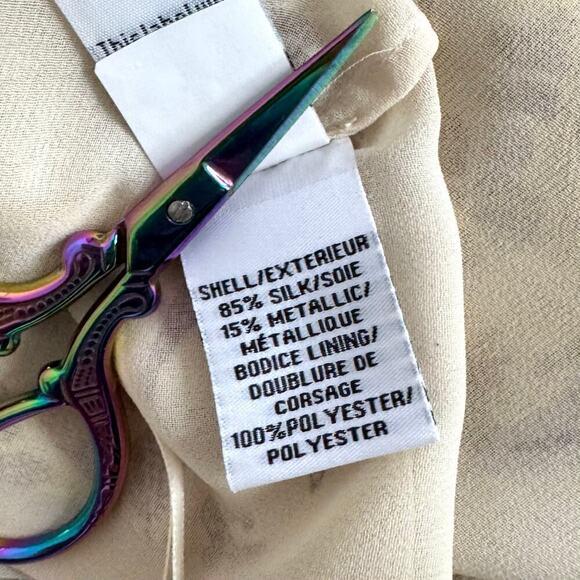 SHELL/EXTERIEUR
85% SILK/SOIE
15% METALLIC/
MÉTALLIQUE
BODICE LINING/
DOUBLURE DE
CORSAGE
100%POLYESTER/
POLYESTER